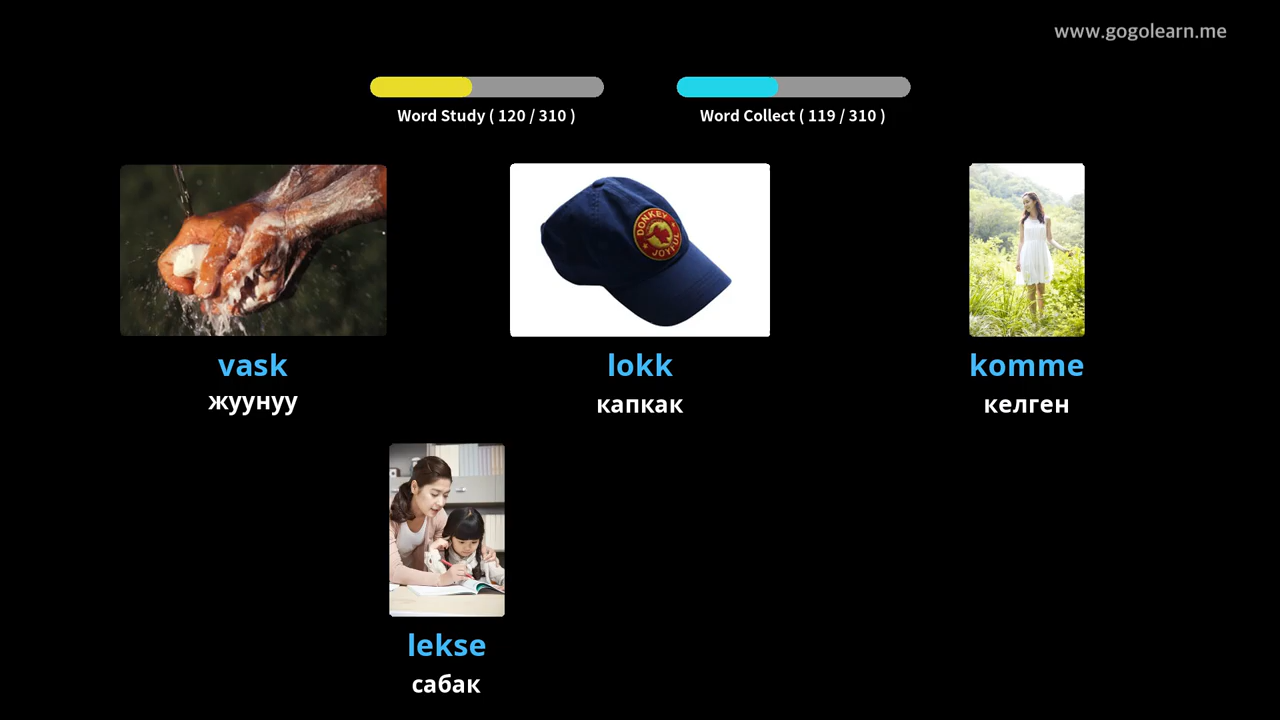 www.gogolearn.me
Word Study ( 120 / 310 )
Word Collect ( 119 / 310 )
DONKEY
JOYFUL
vask
lokk
komme
жуунуу
капкак
келген
lekse
сабак